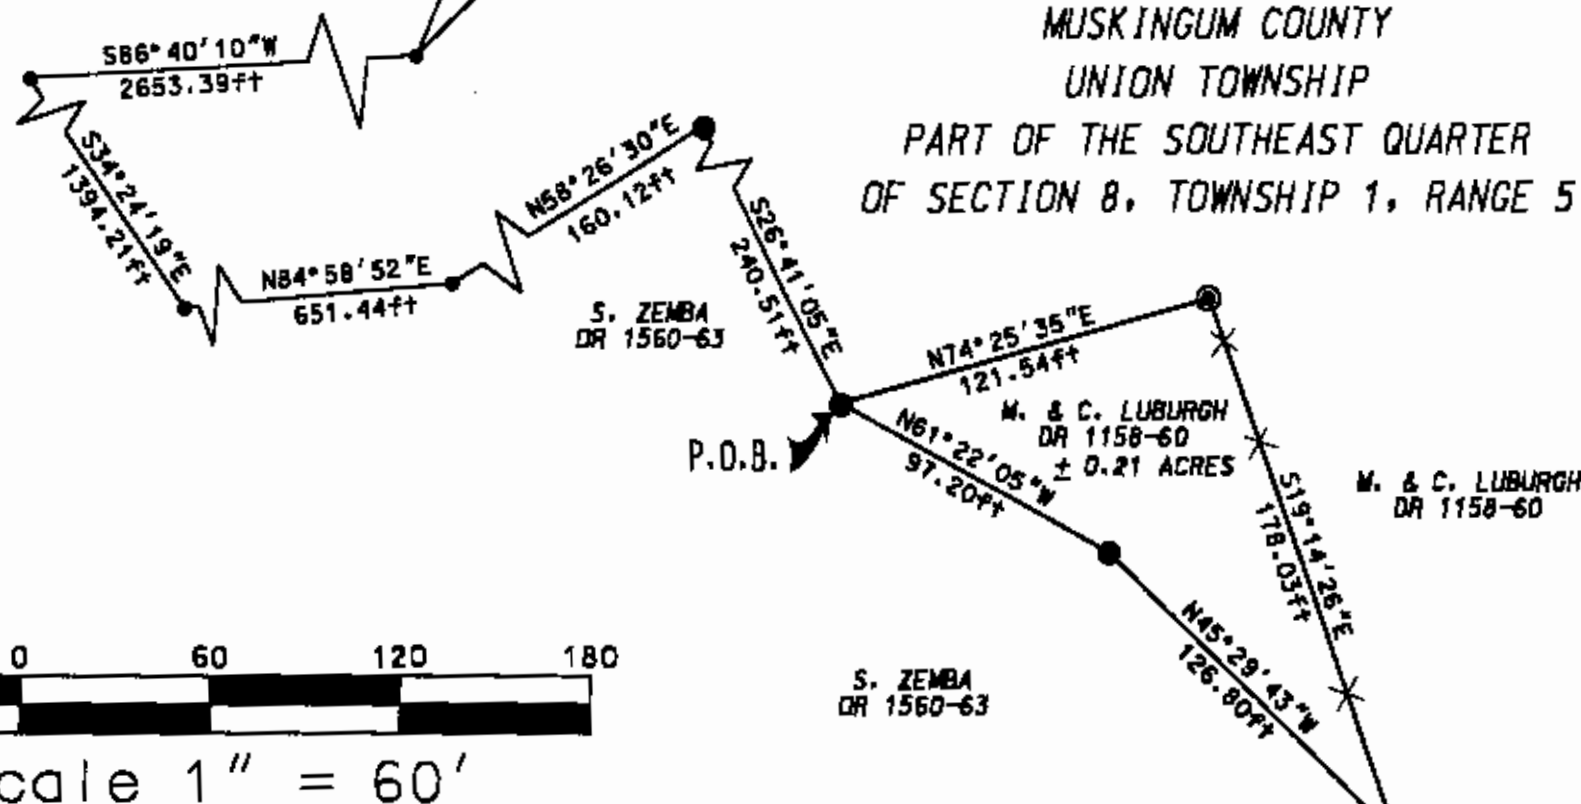 MUSKINGUM COUNTY
UNION TOWNSHIP
PART OF THE SOUTHEAST QUARTER
OF SECTION 8, TOWNSHIP 1, RANGE 5
S86°40'10"W
2653.39ft
S34°24'19"E
1394.21ft
N84°58'52"E
651.44ft
N58°26'30"E
160.12ft
S26°41'05"E
240.51ft
S. ZEMBA
DR 1560-63
N74°25'35"E
121.54ft
M. & C. LUBURGH
DR 1158-60
± 0.21 ACRES
P.O.B.
N61°22'05"W
97.20ft
S19°14'26"E
178.03ft
M. & C. LUBURGH
DR 1158-60
N45°29'43"W
126.80ft
S. ZEMBA
DR 1560-63
0 60 120 180
cale 1" = 60'